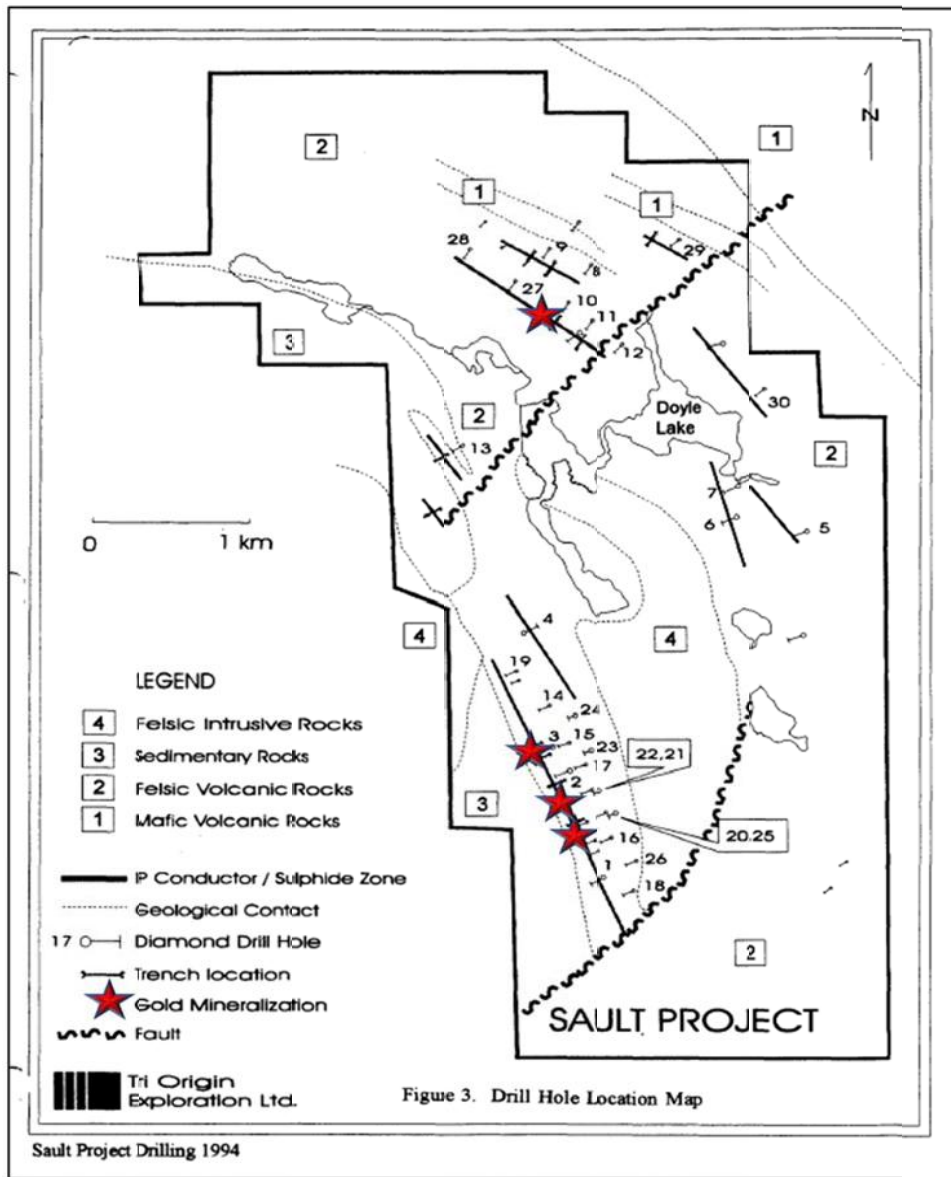 2
1
1
1
N
28
9
8
29
27
10
11
12
3
2
13
Doyle
Lake
30
2
7
6
5
0 1 km
4
4
4
19
14
24
3
15
23
17
22,21
2
3
20.25
16
26
1
18
2
LEGEND
4 Felsic Intrusive Rocks
3 Sedimentary Rocks
2 Felsic Volcanic Rocks
1 Mafic Volcanic Rocks
IP Conductor / Sulphide Zone
Geological Contact
17 Diamond Drill Hole
Trench location
Gold Mineralization
Fault
SAULT PROJECT
Tri Origin
Exploration Ltd.
Figure 3. Drill Hole Location Map
Sault Project Drilling 1994